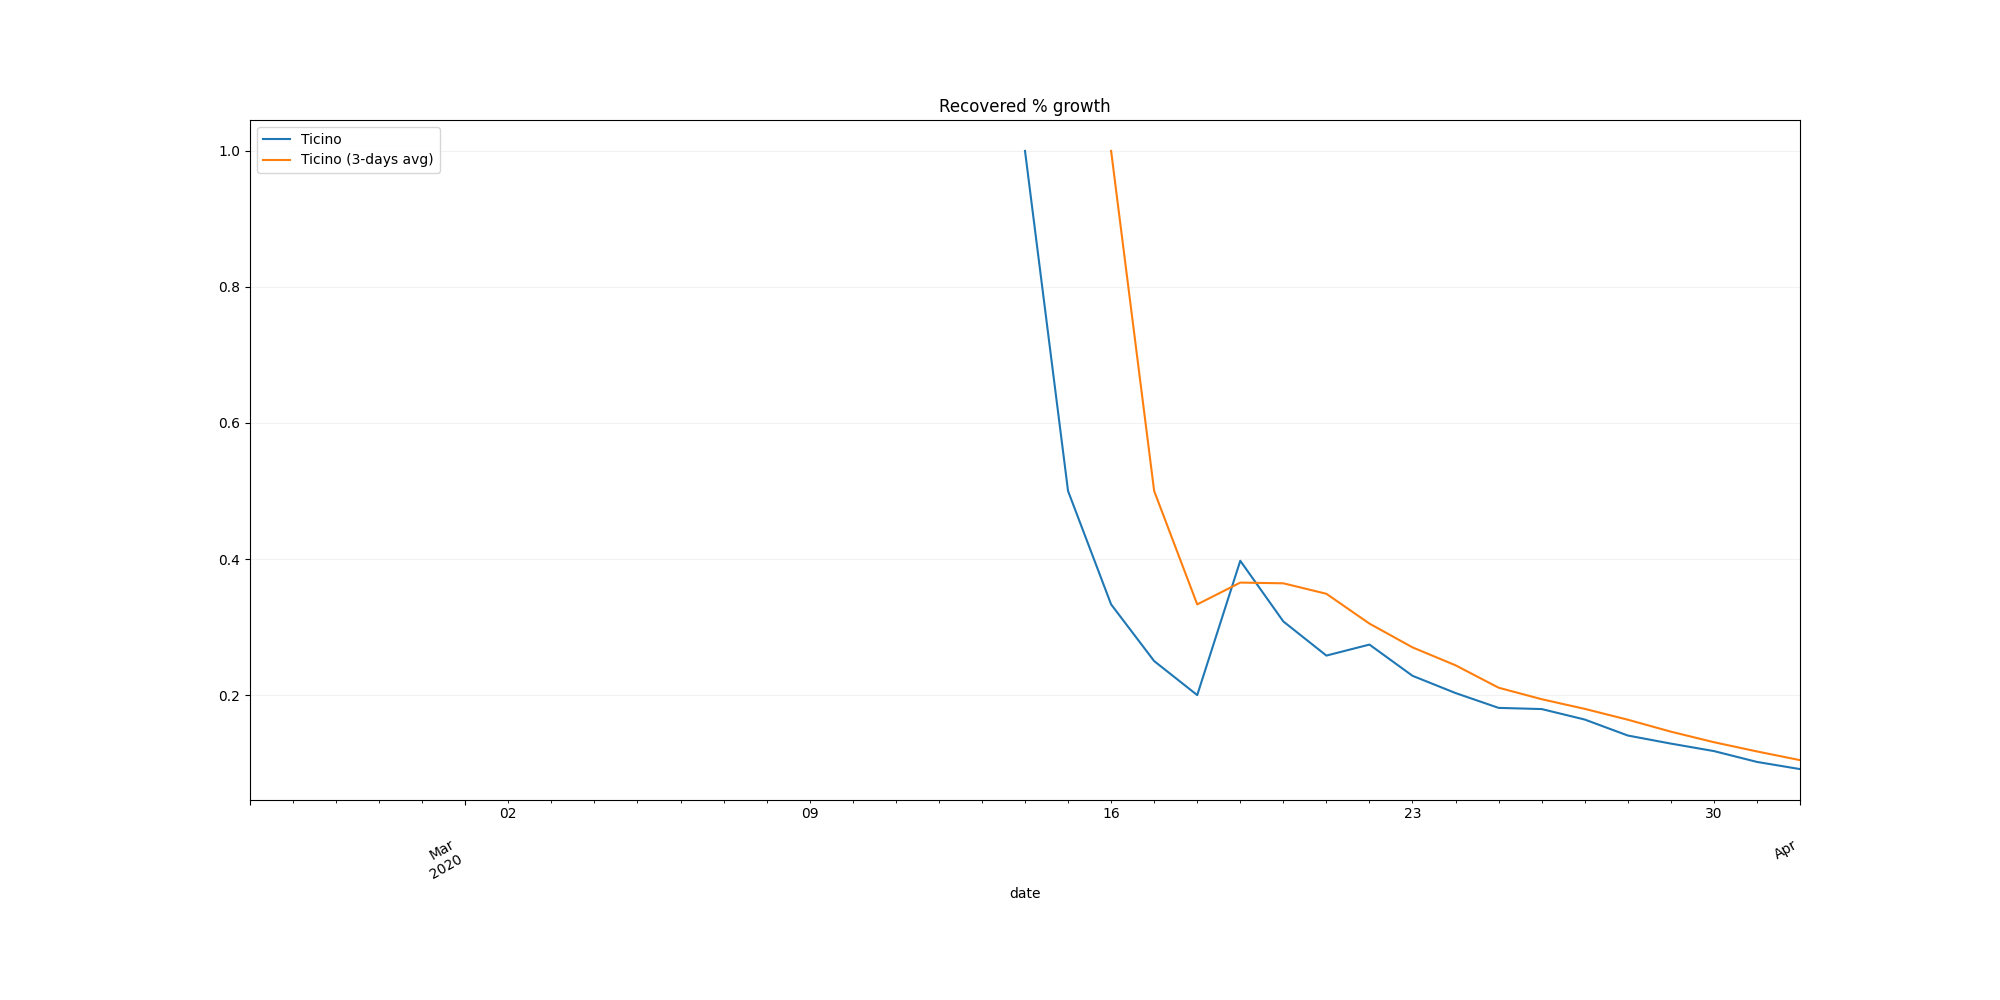 Recovered % growth
Ticino
Ticino (3-days avg)
1.0
0.8
0.6
0.4
0.2
02
09
16
23
30
Mar
2020
Apr
date